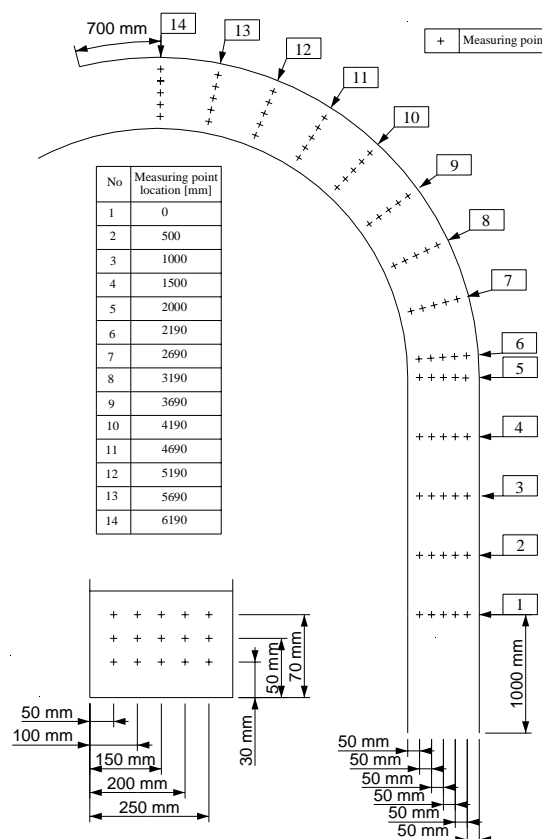 700 mm
14
13
12
11
10
9
8
7
6
5
4
3
2
1
+ Measuring point
No Measuring point location [mm]
1 0
2 500
3 1000
4 1500
5 2000
6 2190
7 2690
8 3190
9 3690
10 4190
11 4690
12 5190
13 5690
14 6190
70 mm
50 mm
30 mm
50 mm
100 mm
150 mm
200 mm
250 mm
1000 mm
50 mm
50 mm
50 mm
50 mm
50 mm
50 mm